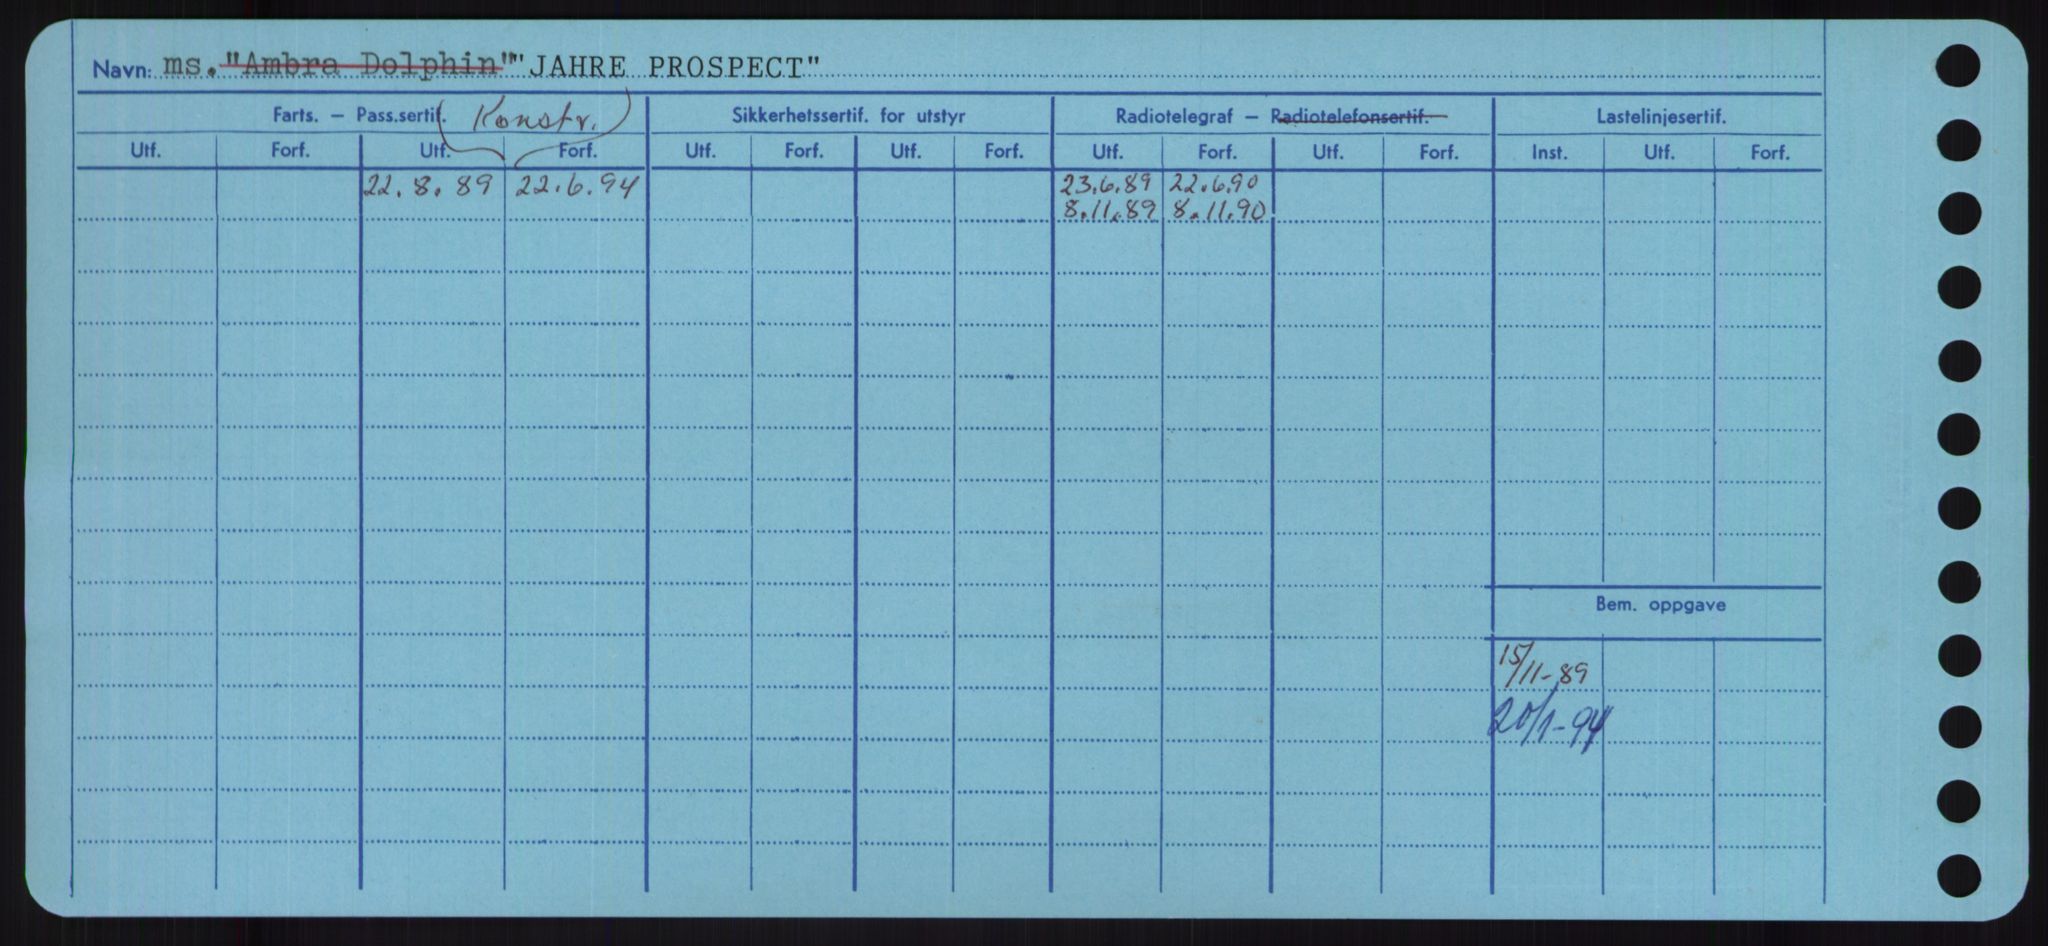 Navn: ms. "Ambra Dolphin" "JAHRE PROSPECT"
Farts. — Pass.sertif. (Konstr.) Sikkerhetssertif. for utstyr Radiotelegraf — Radiotelefonsertif. Lastelinjesertif.
Utf. Forf. Utf. Forf. Utf. Forf. Utf. Forf. Utf. Forf. Utf. Forf. Inst. Utf. Forf.
22.8.89 22.6.94 23.6.89 22.6.90
8.11.89 8.11.90
Bem. oppgave
15/11-89
20/1-94